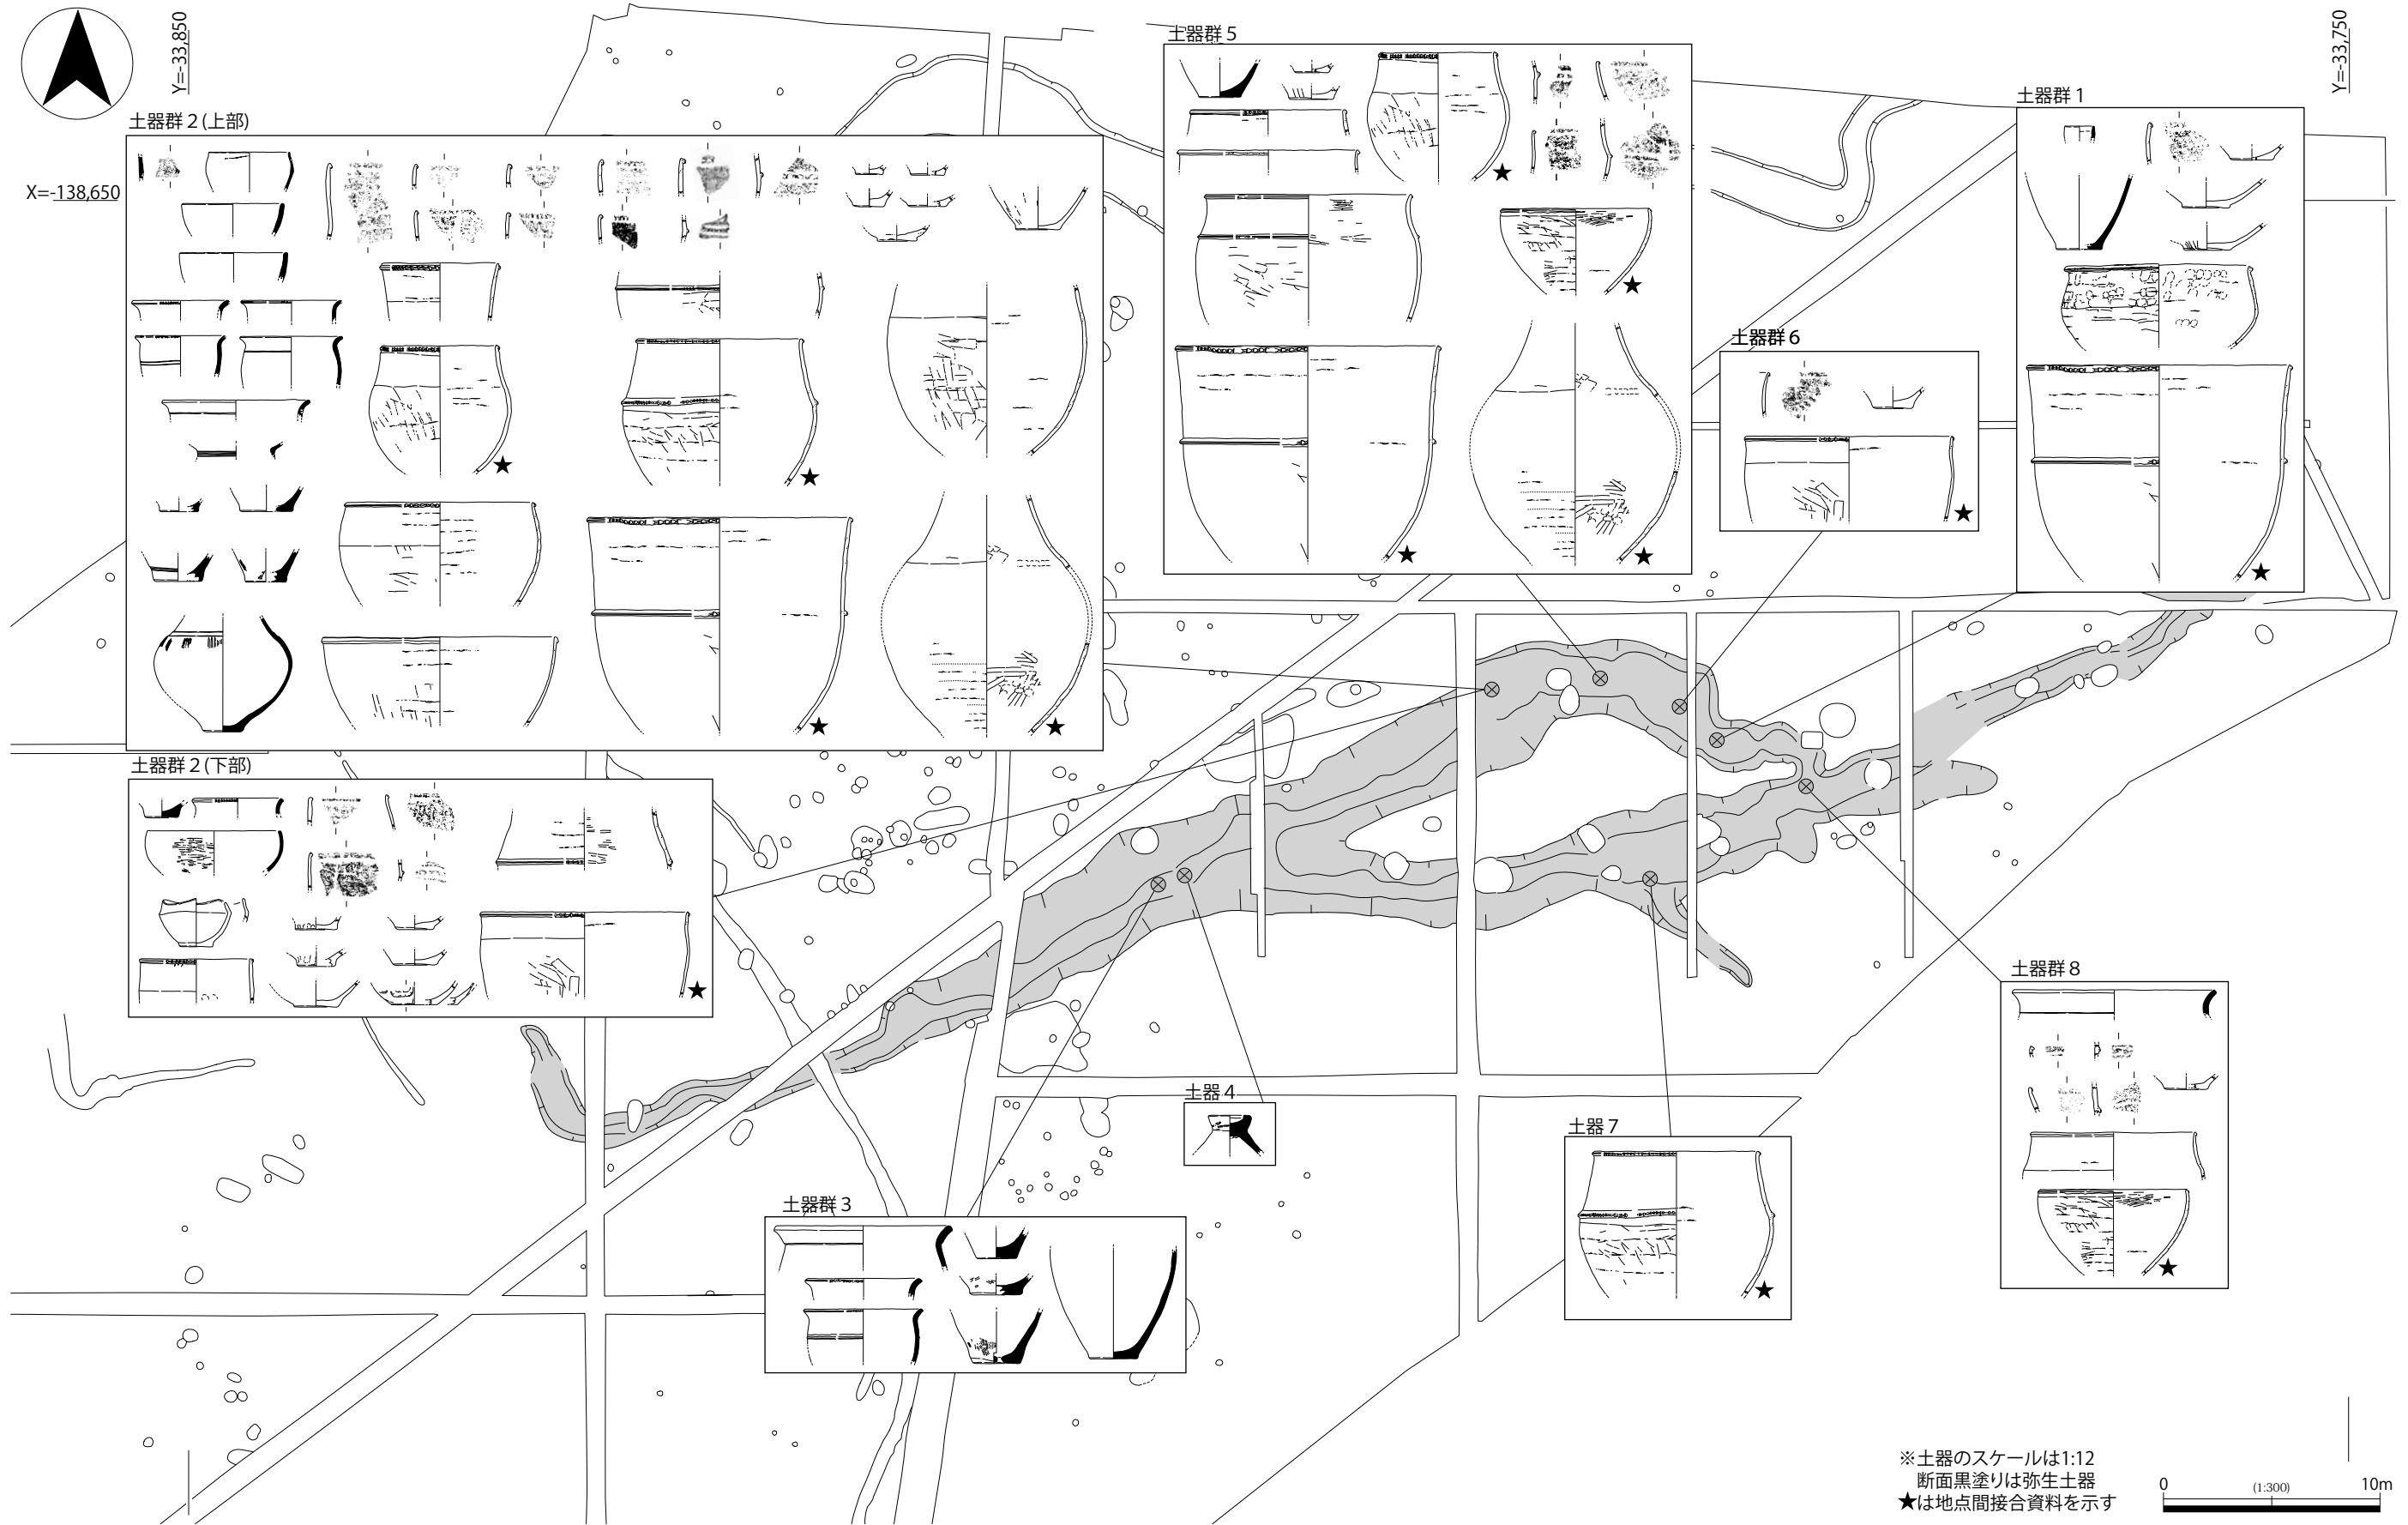 Y=-33,850
Y=-33,750
X=-138,650
土器群5
土器群1
土器群2(上部)
土器群6
土器群2(下部)
土器群8
土器4
土器7
土器群3
※土器のスケールは1:12
断面黒塗りは弥生土器
★は地点間接合資料を示す
0 (1:300) 10m